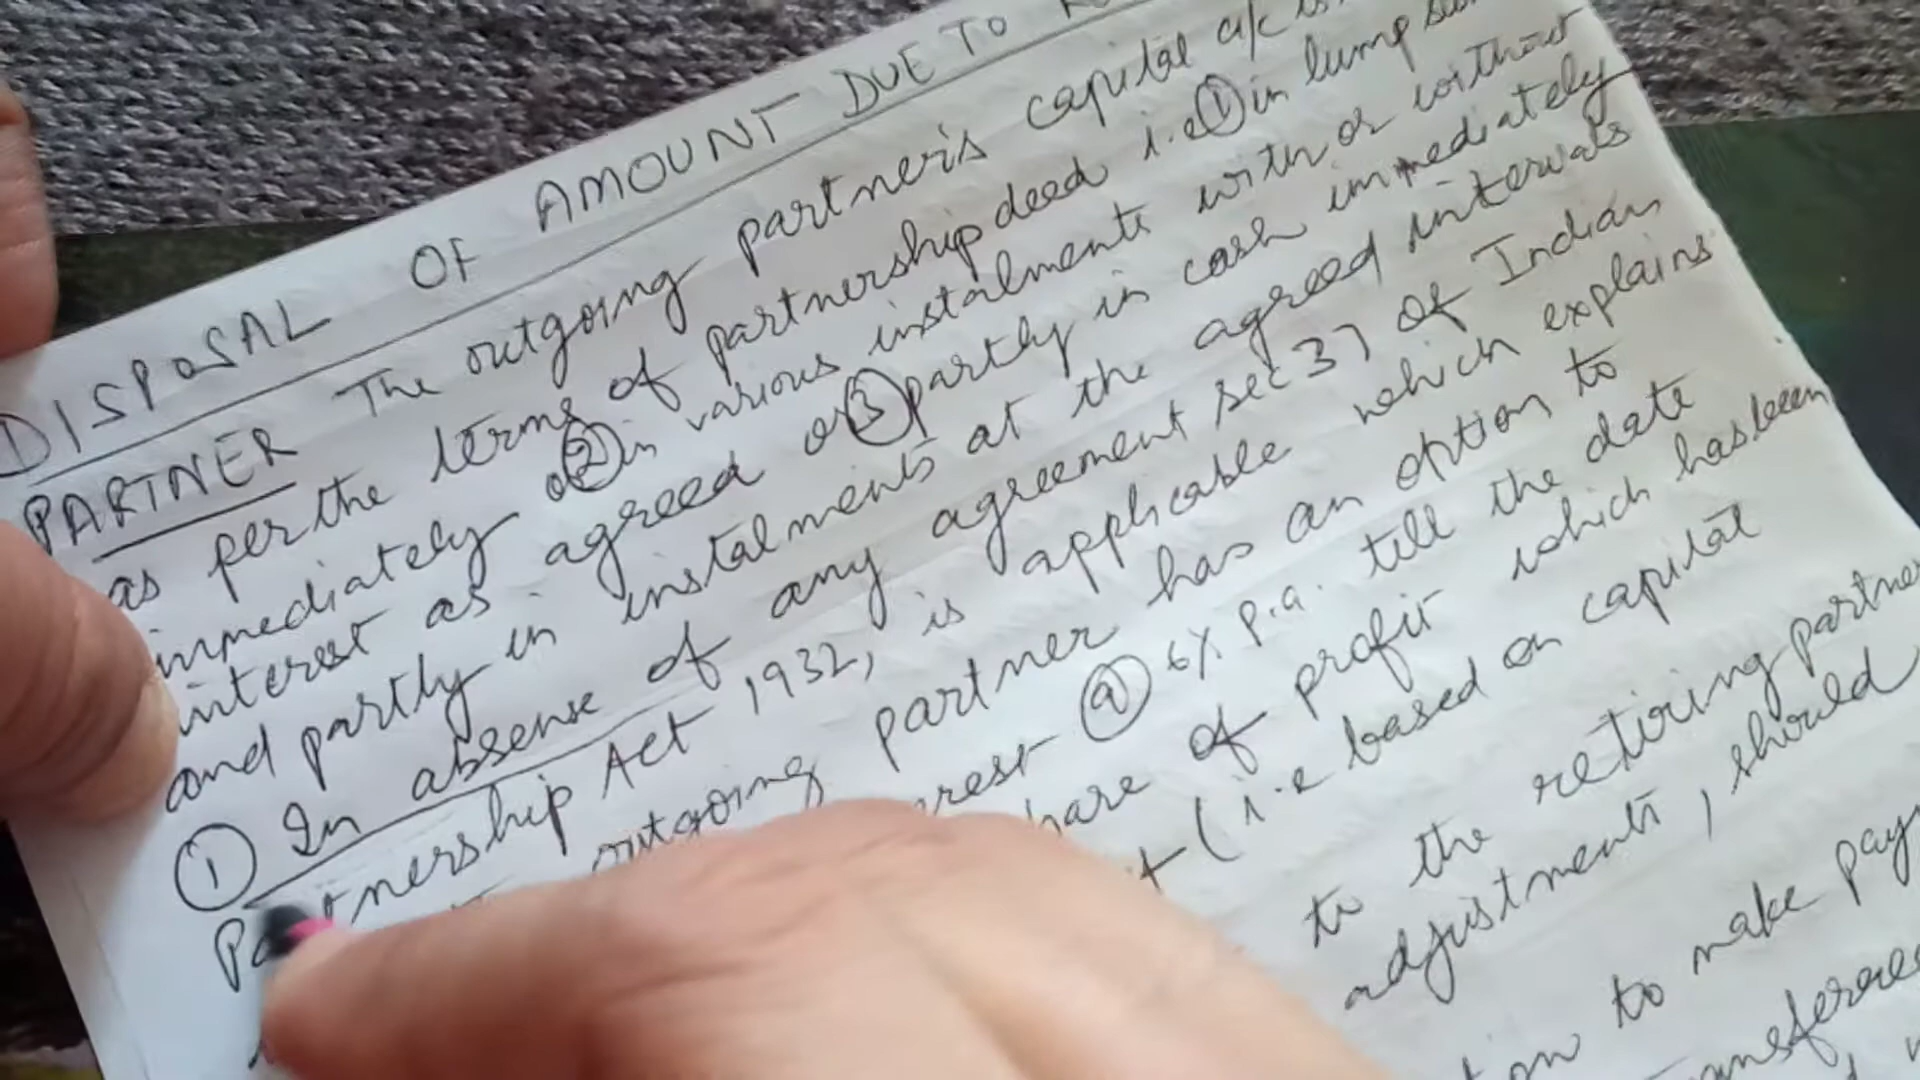 DISPOSAL OF AMOUNT DUE TO
PARTNER The outgoing partner's capital a/c
as per the terms of partnership deed i.e ① in lump
immediately or ② in various instalments with or without
interest as agreed or ③ partly in cash immediately
and partly in instalments at the agreed intervals
① In absense of any agreement sec 37 of Indian
Partnership Act 1932, is applicable which explains
outgoing partner has an option to
@ 6% p.a. till the date
of profit which has been
(i.e based on capital
to the retiring partner
adjustments, should
to make